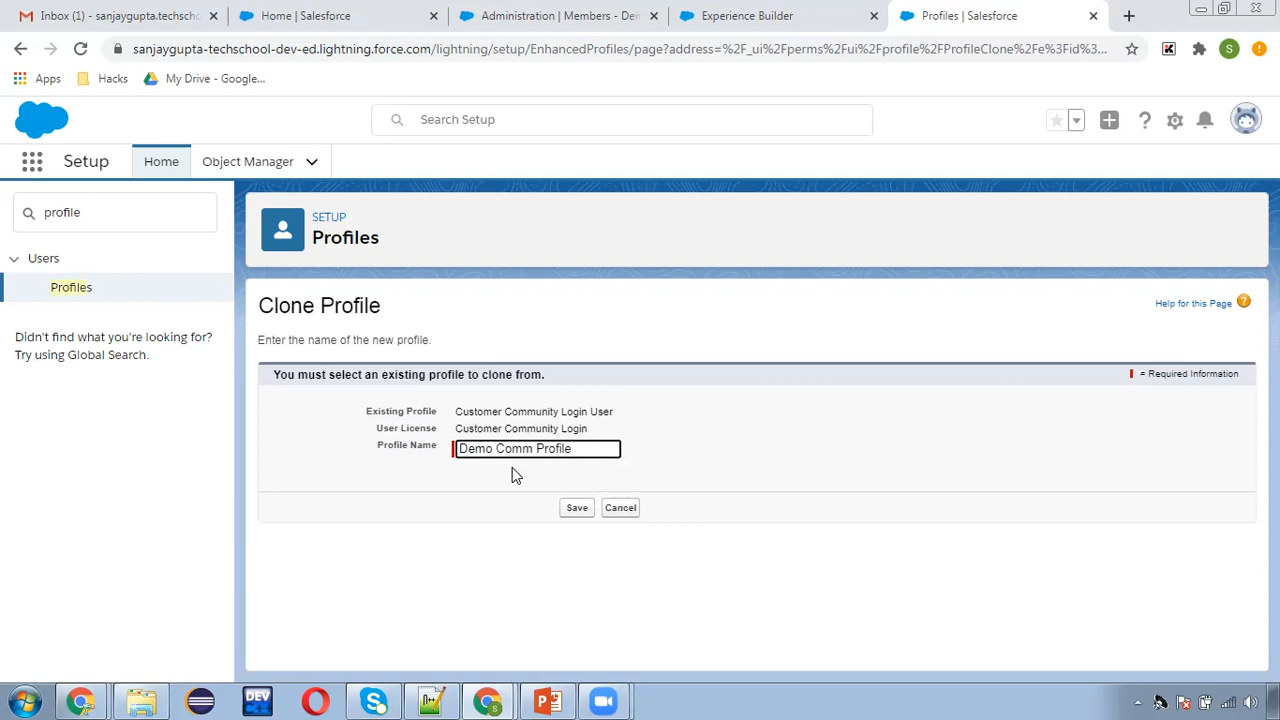 Inbox (1) - sanjaygupta.techschool
Home | Salesforce
Administration | Members - Dem
Experience Builder
Profiles | Salesforce
sanjaygupta-techschool-dev-ed.lightning.force.com/lightning/setup/EnhancedProfiles/page?address=%2F_ui%2Fperms%2Fui%2Fprofile%2FProfileClone%2Fe%3Fid%3D...
S
Apps
Hacks
My Drive - Google...
Search Setup
Setup
Home
Object Manager
profile
Users
Profiles
Didn't find what you're looking for?
Try using Global Search.
SETUP
Profiles
Clone Profile
Help for this Page
Enter the name of the new profile.
You must select an existing profile to clone from.
= Required Information
Existing Profile
Customer Community Login User
User License
Customer Community Login
Profile Name
Demo Comm Profile
Save
Cancel
DEV